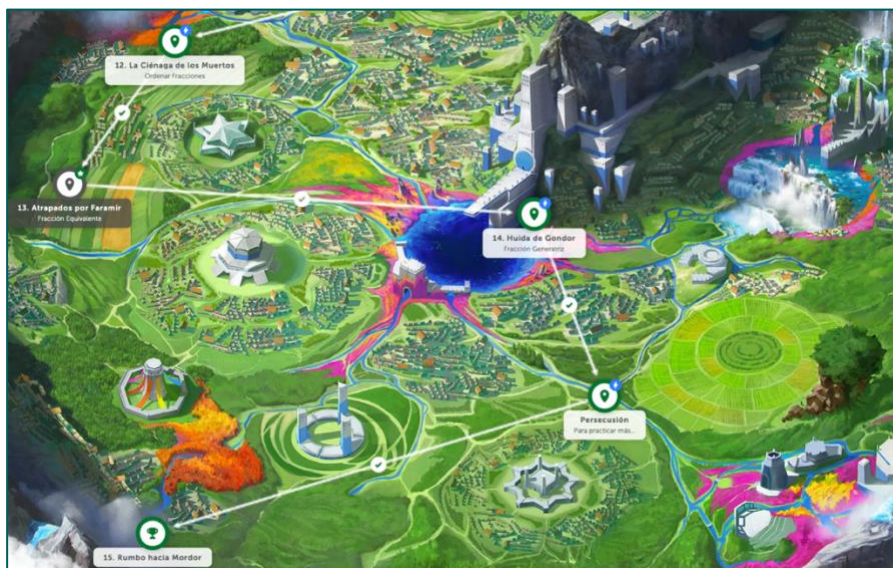 12. La Ciénaga de los Muertos
Ordenar Fracciones
13. Atrapados por Faramir
Fracción Equivalente
14. Huida de Gondor
Fracción Generatriz
Persecusión
Para practicar más...
15. Rumbo hacia Mordor